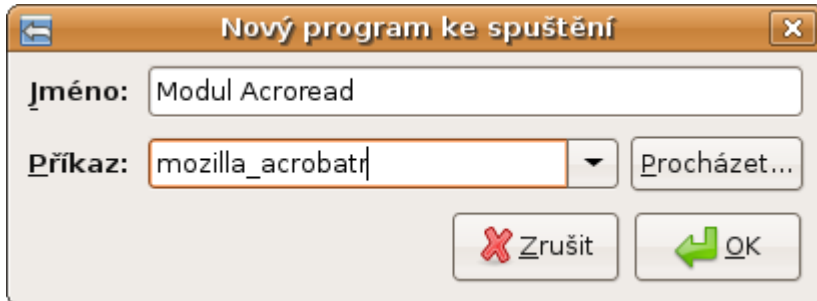 Nový program ke spuštění
Jméno: Modul Acroread
Příkaz: mozilla_acrobatr Procházet...
Zrušit OK